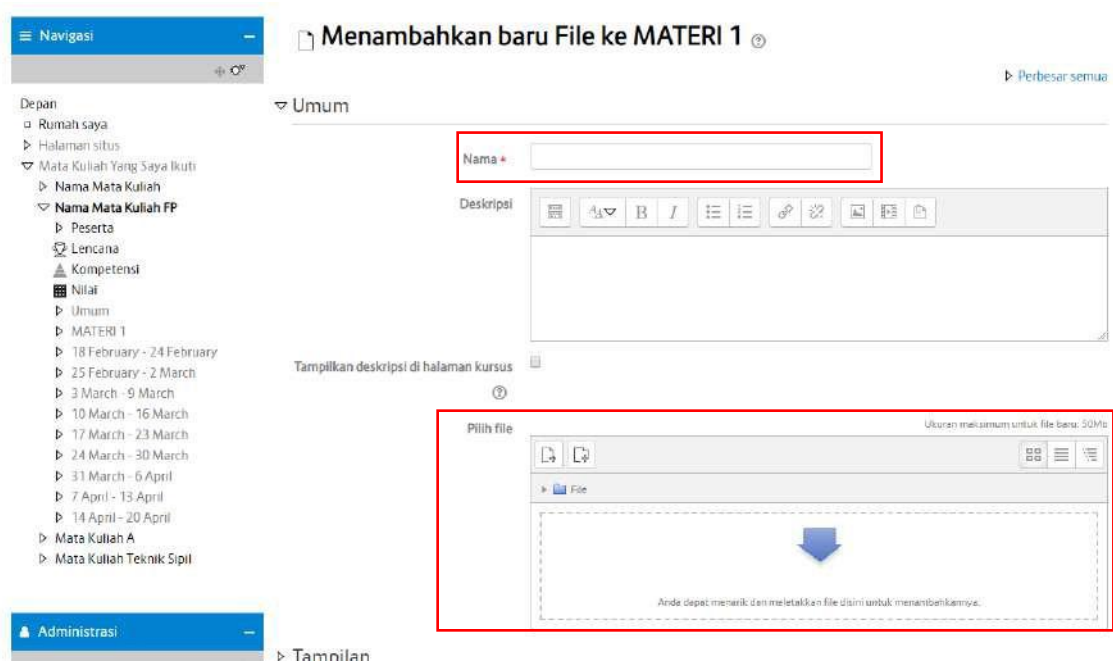 Navigasi
Depan
Rumah saya
Halaman situs
Mata Kuliah Yang Saya Ikuti
Nama Mata Kuliah
Nama Mata Kuliah FP
Peserta
Lencana
Kompetensi
Nilai
Umum
MATERI 1
18 February - 24 February
25 February - 2 March
3 March - 9 March
10 March - 16 March
17 March - 23 March
24 March - 30 March
31 March - 6 April
7 April - 13 April
14 April - 20 April
Mata Kuliah A
Mata Kuliah Teknik Sipil
Administrasi
Menambahkan baru File ke MATERI 1
Perbesar semua
Umum
Nama *
Deskripsi
B I
Tampilkan deskripsi di halaman kursus
Pilih file
Ukuran maksimum untuk file baru: 50Mb
File
Anda dapat menarik dan meletakkan file disini untuk menambahkannya.
Tampilan